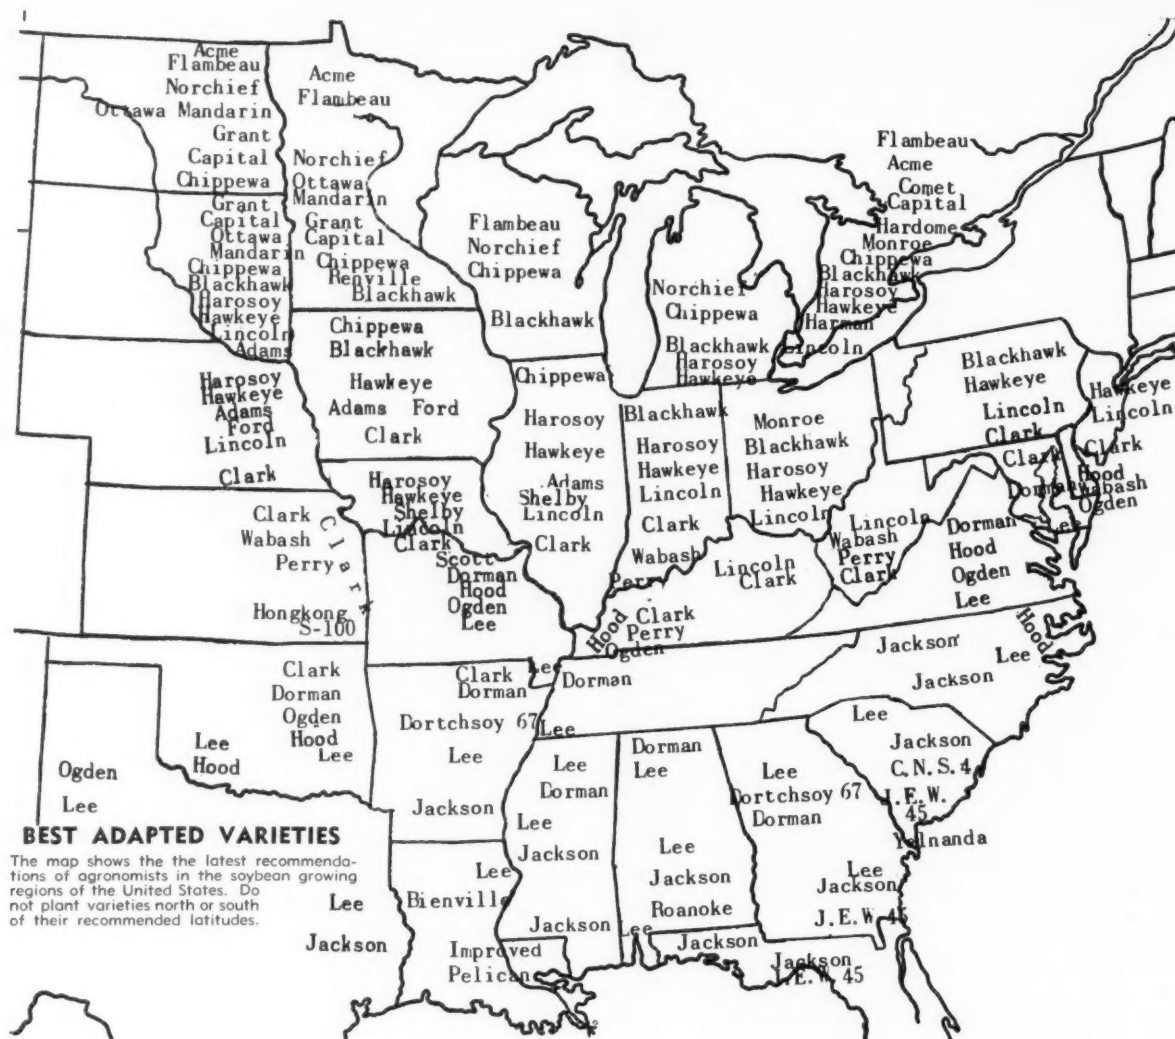 Acme
Flambeau
Norchief
Ottawa Mandarin
Grant
Capital
Chippewa
Grant
Capital
Ottawa
Mandarin
Chippewa
Blackhawk
Harosoy
Hawkeye
Lincoln
Adams
Harosoy
Hawkeye
Adams
Ford
Lincoln
Clark
Clark
Wabash
Perry
Clark
Hongkong
S-100
Clark
Dorman
Ogden
Hood
Lee
Lee
Hood
Ogden
Lee
Lee
Jackson
Acme
Flambeau
Norchief
Ottawa
Mandarin
Grant
Capital
Chippewa
Renville
Blackhawk
Chippewa
Blackhawk
Hawkeye
Adams Ford
Clark
Harosoy
Hawkeye
Shelby
Lincoln
Clark
Scott
Dorman
Hood
Ogden
Lee
Lee
Clark
Dorman
Dortchsoy 67
Lee
Jackson
Lee
Bienville
Improved
Pelican
Flambeau
Norchief
Chippewa
Blackhawk
Chippewa
Harosoy
Hawkeye
Adams
Shelby
Lincoln
Clark
Norchief
Chippewa
Blackhawk
Harosoy
Hawkeye
Blackhawk
Harosoy
Hawkeye
Lincoln
Clark
Wabash
Perry
Monroe
Blackhawk
Harosoy
Hawkeye
Lincoln
Lincoln
Clark
Clark
Perry
Hood
Ogden
Dorman
Lee
Lee
Dorman
Lee
Jackson
Jackson
Dorman
Lee
Lee
Jackson
Roanoke
Lee
Lee
Dortchsoy 67
Dorman
Lee
Jackson
J.E.W 45
Jackson
Jackson
J.E.W. 45
Flambeau
Acme
Comet
Capital
Hardome
Monroe
Chippewa
Blackhawk
Harosoy
Hawkeye
Harman
Lincoln
Blackhawk
Hawkeye
Lincoln
Clark
Hawkeye
Lincoln
Clark
Clark
Hood
Wabash
Ogden
Dorman
Lee
Lincoln
Wabash
Perry
Clark
Dorman
Hood
Ogden
Lee
Jackson
Hood
Lee
Jackson
Lee
Jackson
C.N.S.4
J.E.W.
45
Yelnanda
BEST ADAPTED VARIETIES
The map shows the the latest recommenda-
tions of agronomists in the soybean growing
regions of the United States. Do
not plant varieties north or south
of their recommended latitudes.